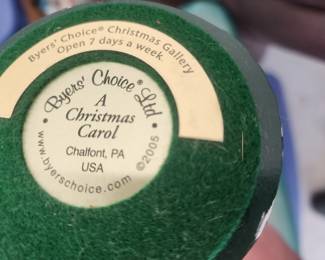 Byers' Choice® Christmas Gallery
Open 7 days a week
• Byers' Choice® Ltd •
A
Christmas
Carol
Chalfont, PA
USA
www.byerschoice.com ©2005